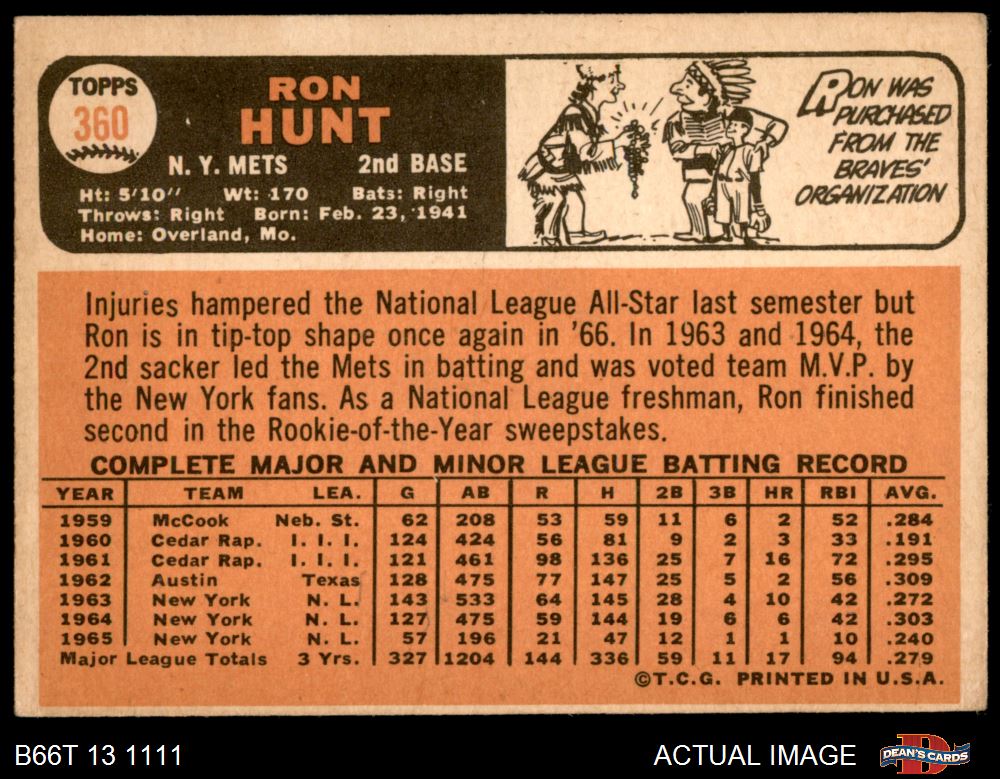 TOPPS
360
RON
HUNT
N. Y. METS 2nd BASE
Ht: 5'10" Wt: 170 Bats: Right
Throws: Right Born: Feb. 23, 1941
Home: Overland, Mo.
RON WAS
PURCHASED
FROM THE
BRAVES'
ORGANIZATION
Injuries hampered the National League All-Star last semester but
Ron is in tip-top shape once again in '66. In 1963 and 1964, the
2nd sacker led the Mets in batting and was voted team M.V.P. by
the New York fans. As a National League freshman, Ron finished
second in the Rookie-of-the-Year sweepstakes.
COMPLETE MAJOR AND MINOR LEAGUE BATTING RECORD
YEAR TEAM LEA. G AB R H 2B 3B HR RBI AVG.
1959 McCook Neb. St. 62 208 53 59 11 6 2 52 .284
1960 Cedar Rap. I. I. I. 124 424 56 81 9 2 3 33 .191
1961 Cedar Rap. I. I. I. 121 461 98 136 25 7 16 72 .295
1962 Austin Texas 128 475 77 147 25 5 2 56 .309
1963 New York N. L. 143 533 64 145 28 4 10 42 .272
1964 New York N. L. 127 475 59 144 19 6 6 42 .303
1965 New York N. L. 57 196 21 47 12 1 1 10 .240
Major League Totals 3 Yrs. 327 1204 144 336 59 11 17 94 .279
©T.C.G. PRINTED IN U.S.A.
B66T 13 1111 ACTUAL IMAGE DEAN'S CARDS